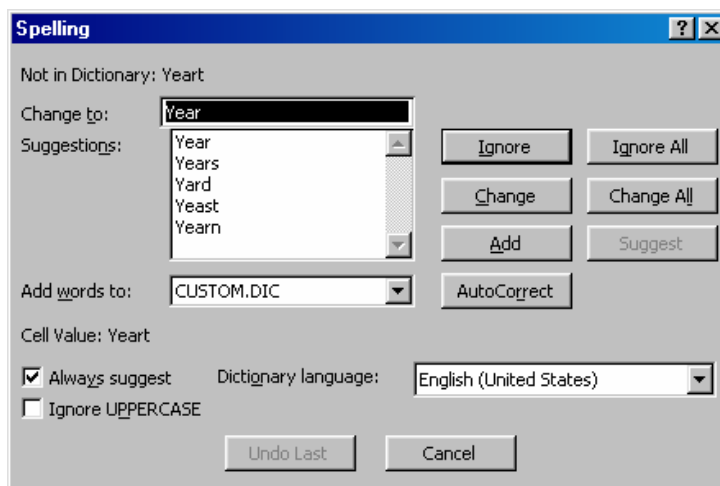 Spelling
Not in Dictionary: Yeart
Change to: Year
Suggestions: Year
Years
Yard
Yeast
Yearn
Ignore Ignore All
Change Change All
Add Suggest
Add words to: CUSTOM.DIC AutoCorrect
Cell Value: Yeart
Always suggest Dictionary language: English (United States)
Ignore UPPERCASE
Undo Last Cancel